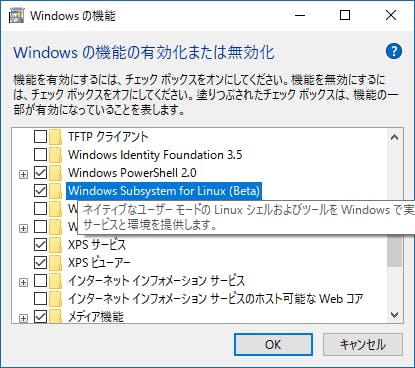 Windows の機能
Windows の機能の有効化または無効化
機能を有効にするには、チェック ボックスをオンにしてください。機能を無効にするに
は、チェック ボックスをオフにしてください。塗りつぶされたチェック ボックスは、機能の一
部が有効になっていることを表します。
TFTP クライアント
Windows Identity Foundation 3.5
Windows PowerShell 2.0
Windows Subsystem for Linux (Beta)
ネイティブなユーザー モードの Linux シェルおよびツールを Windows で実
サービスと環境を提供します。
XPS サービス
XPS ビューアー
インターネット インフォメーション サービス
インターネット インフォメーション サービスのホスト可能な Web コア
メディア機能
OK
キャンセル